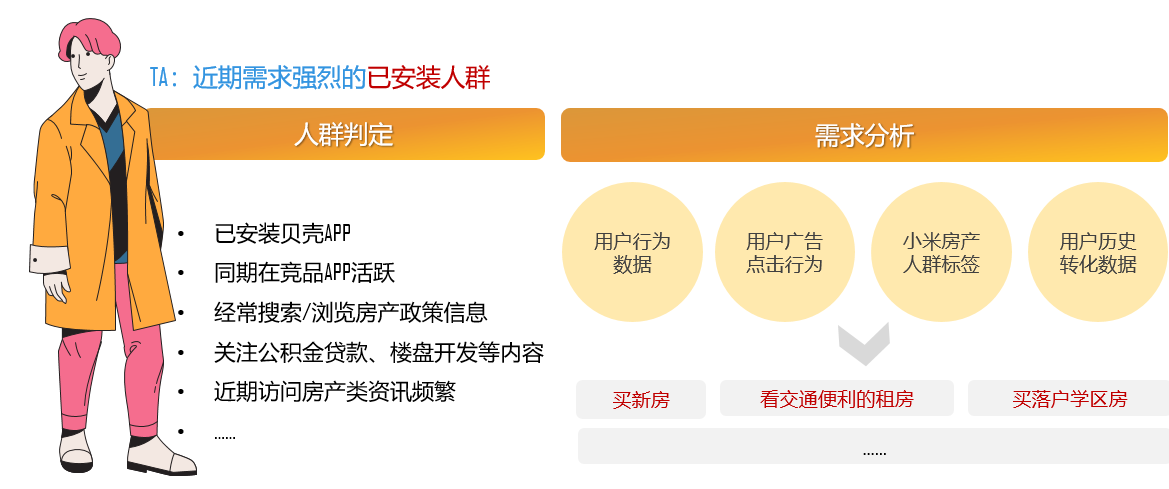 TA：近期需求强烈的已安装人群
人群判定
• 已安装贝壳APP
• 同期在竞品APP活跃
• 经常搜索/浏览房产政策信息
• 关注公积金贷款、楼盘开发等内容
• 近期访问房产类资讯频繁
• ……
需求分析
用户行为
数据
用户广告
点击行为
小米房产
人群标签
用户历史
转化数据
买新房
看交通便利的租房
买落户学区房
……